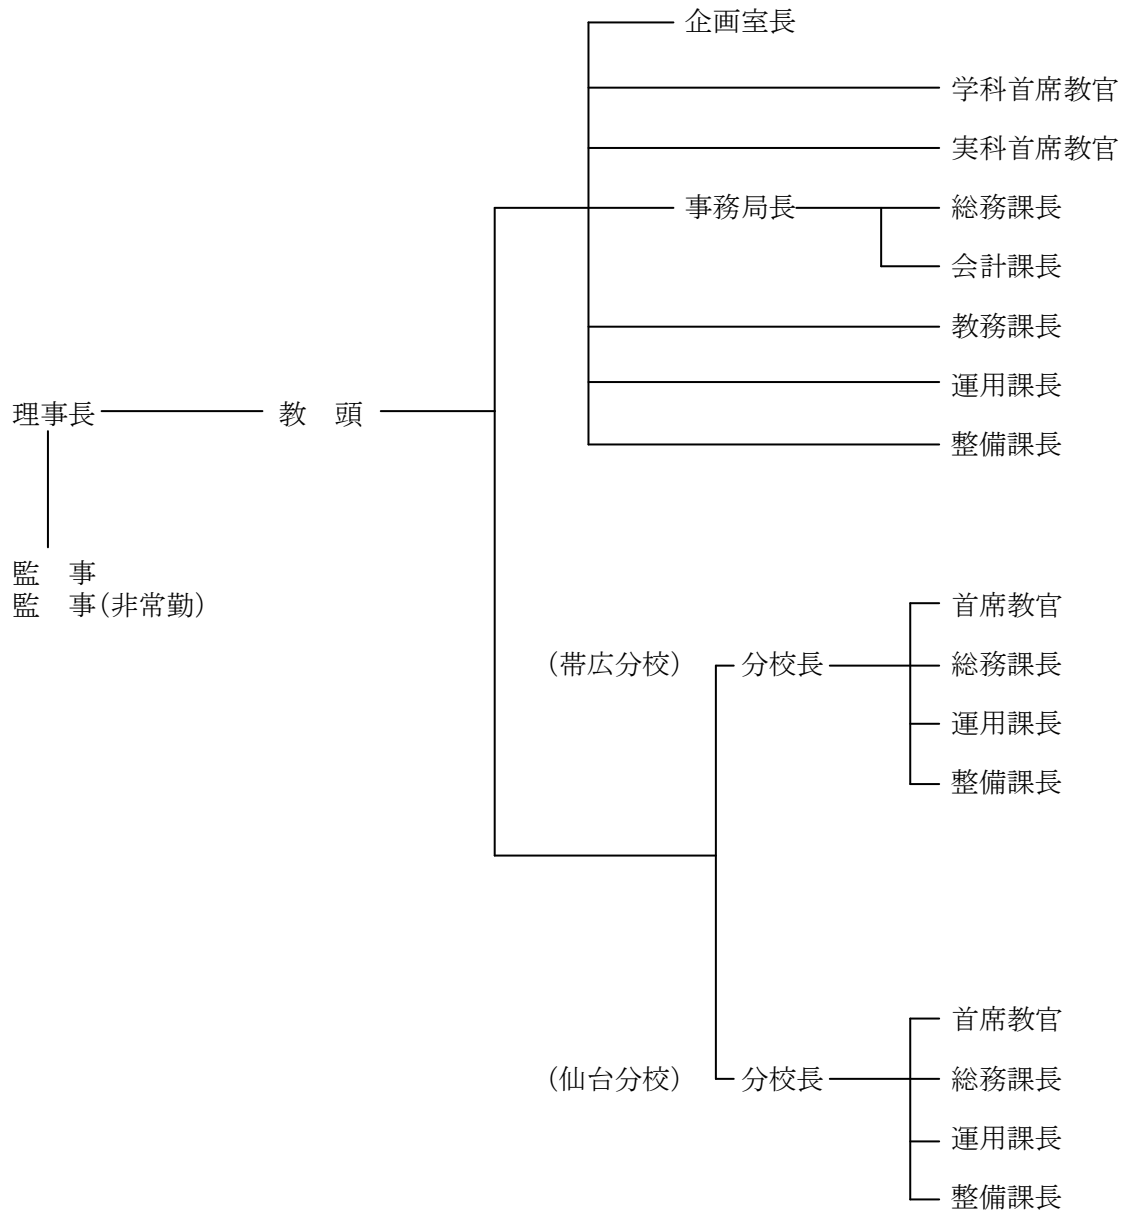 企画室長
学科首席教官
実科首席教官
事務局長 総務課長
会計課長
教務課長
運用課長
理事長 教　頭
整備課長
監　事
監　事(非常勤)
首席教官
(帯広分校) 分校長 総務課長
運用課長
整備課長
首席教官
(仙台分校) 分校長 総務課長
運用課長
整備課長